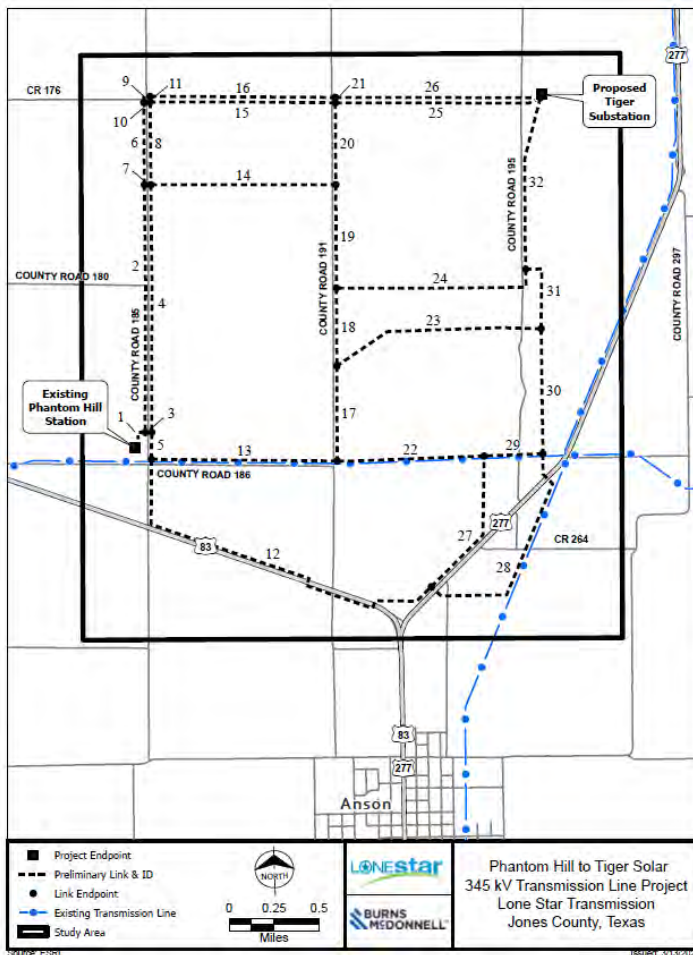 277
9
11
16
21
26
CR 176
Proposed
Tiger
Substation
10
15
25
6
8
20
7
14
32
COUNTY ROAD 195
19
2
COUNTY ROAD 191
COUNTY ROAD 180
24
31
4
COUNTY ROAD 297
18
23
COUNTY ROAD 185
Existing
Phantom Hill
Station
1
3
17
30
5
13
22
29
COUNTY ROAD 186
277
27
CR 264
83
12
28
83
277
Anson
Project Endpoint
Preliminary Link & ID
Link Endpoint
Existing Transmission Line
Study Area
NORTH
0 0.25 0.5
Miles
LONESTAR
BURNS
MCDONNELL
Phantom Hill to Tiger Solar
345 kV Transmission Line Project
Lone Star Transmission
Jones County, Texas
Source: ESRI